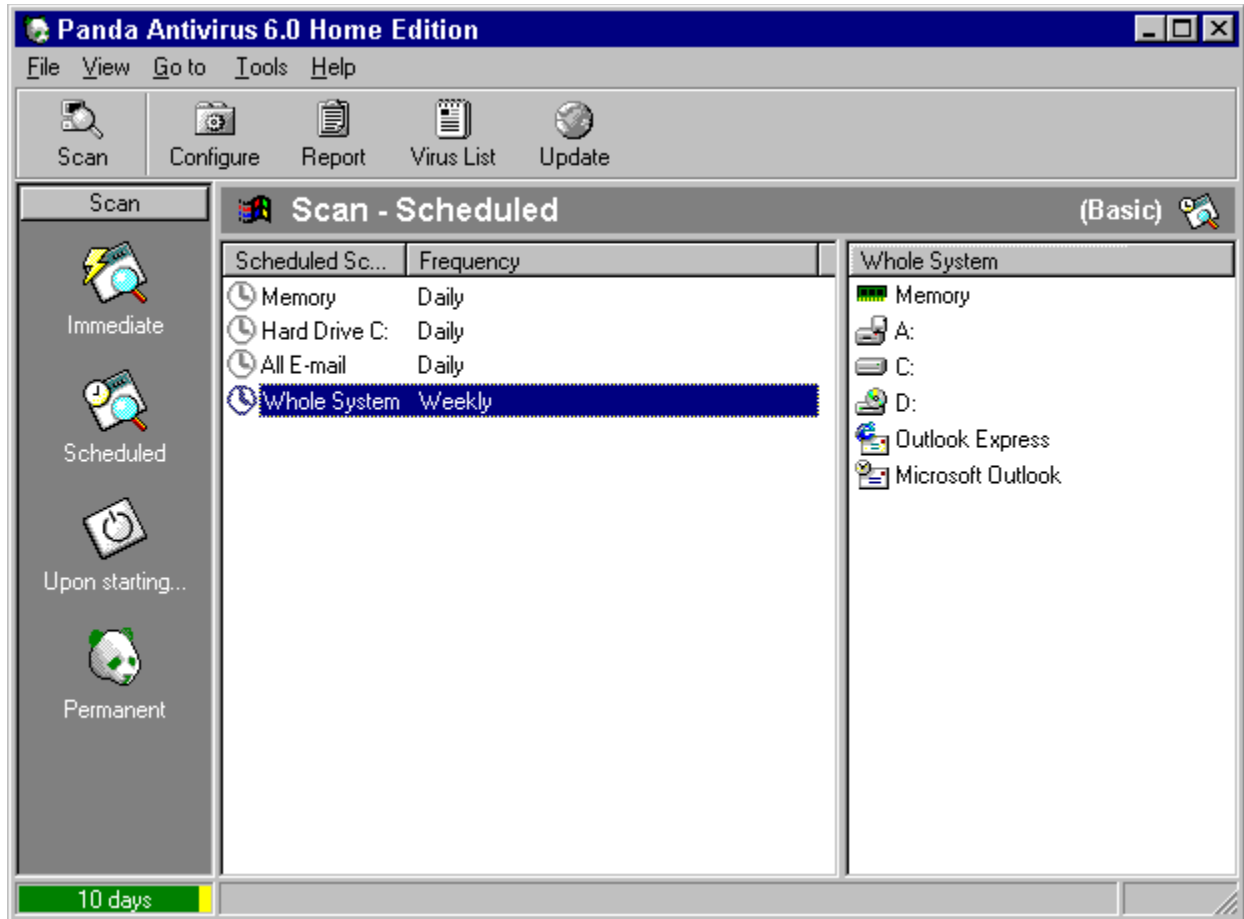 Panda Antivirus 6.0 Home Edition
File View Go to Tools Help
Scan Configure Report Virus List Update
Scan
Immediate
Scheduled
Upon starting...
Permanent
Scan - Scheduled (Basic)
Scheduled Sc... Frequency
Memory Daily
Hard Drive C: Daily
All E-mail Daily
Whole System Weekly
Whole System
Memory
A:
C:
D:
Outlook Express
Microsoft Outlook
10 days